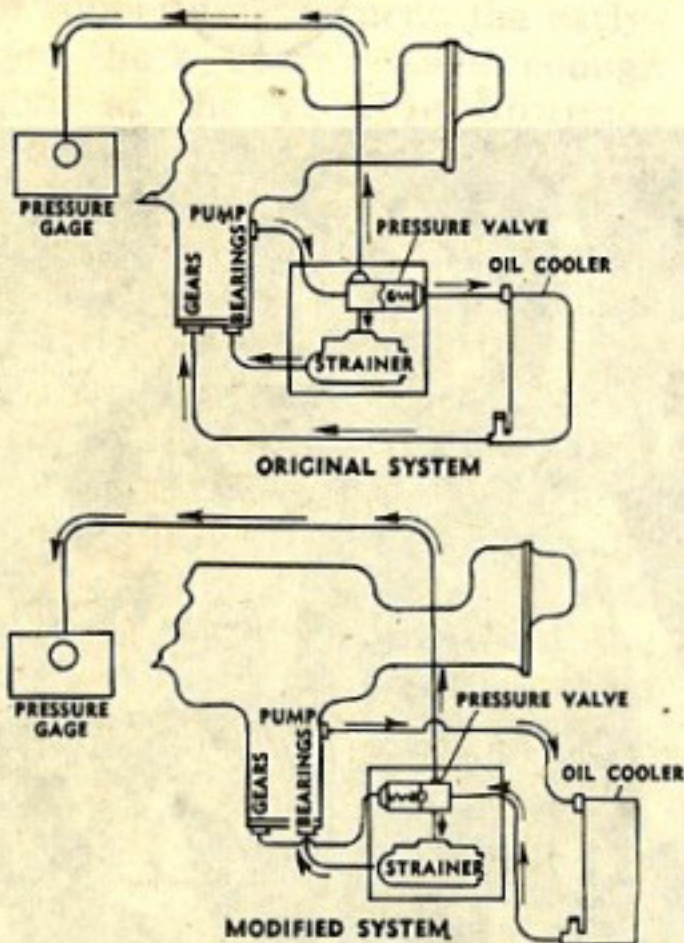 PRESSURE
GAGE
PUMP
PRESSURE VALVE
OIL COOLER
GEARS
BEARINGS
STRAINER
ORIGINAL SYSTEM
PRESSURE
GAGE
PUMP
PRESSURE VALVE
OIL COOLER
GEARS
BEARINGS
STRAINER
MODIFIED SYSTEM